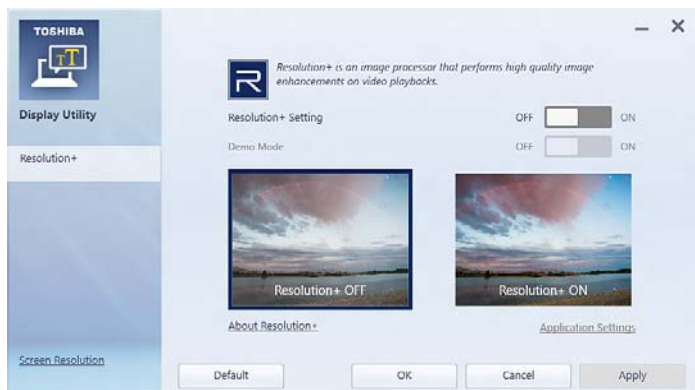 TOSHIBA
TT
Display Utility
Resolution+
Screen Resolution
R
Resolution+ is an image processor that performs high quality image
enhancements on video playbacks.
Resolution+ Setting
OFF ON
Demo Mode
OFF ON
Resolution+ OFF
Resolution+ ON
About Resolution+
Application Settings
Default
OK
Cancel
Apply